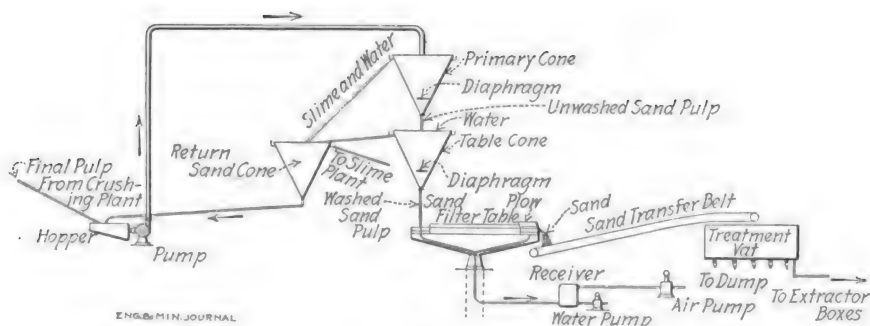 Slime and Water
Primary Cone
Diaphragm
Unwashed Sand Pulp
Water
Table Cone
Return
Sand Cone
To Slime
Plant
Final Pulp
From Crush-
ing Plant
Hopper
Pump
Washed
Sand
Pulp
Diaphragm
Sand
Plow
Filter Table
Sand
Sand Transfer Belt
Treatment
Vat
Receiver
To Dump
To Extractor
Boxes
Air Pump
Water Pump
ENG. & MIN. JOURNAL